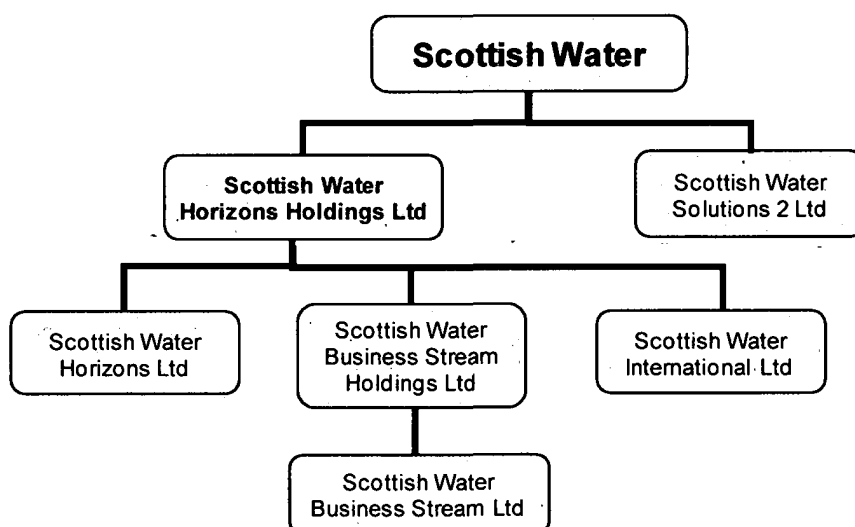 Scottish Water
Scottish Water
Horizons Holdings Ltd
Scottish Water
Solutions 2 Ltd
Scottish Water
Horizons Ltd
Scottish Water
Business Stream
Holdings Ltd
Scottish Water
International Ltd
Scottish Water
Business Stream Ltd